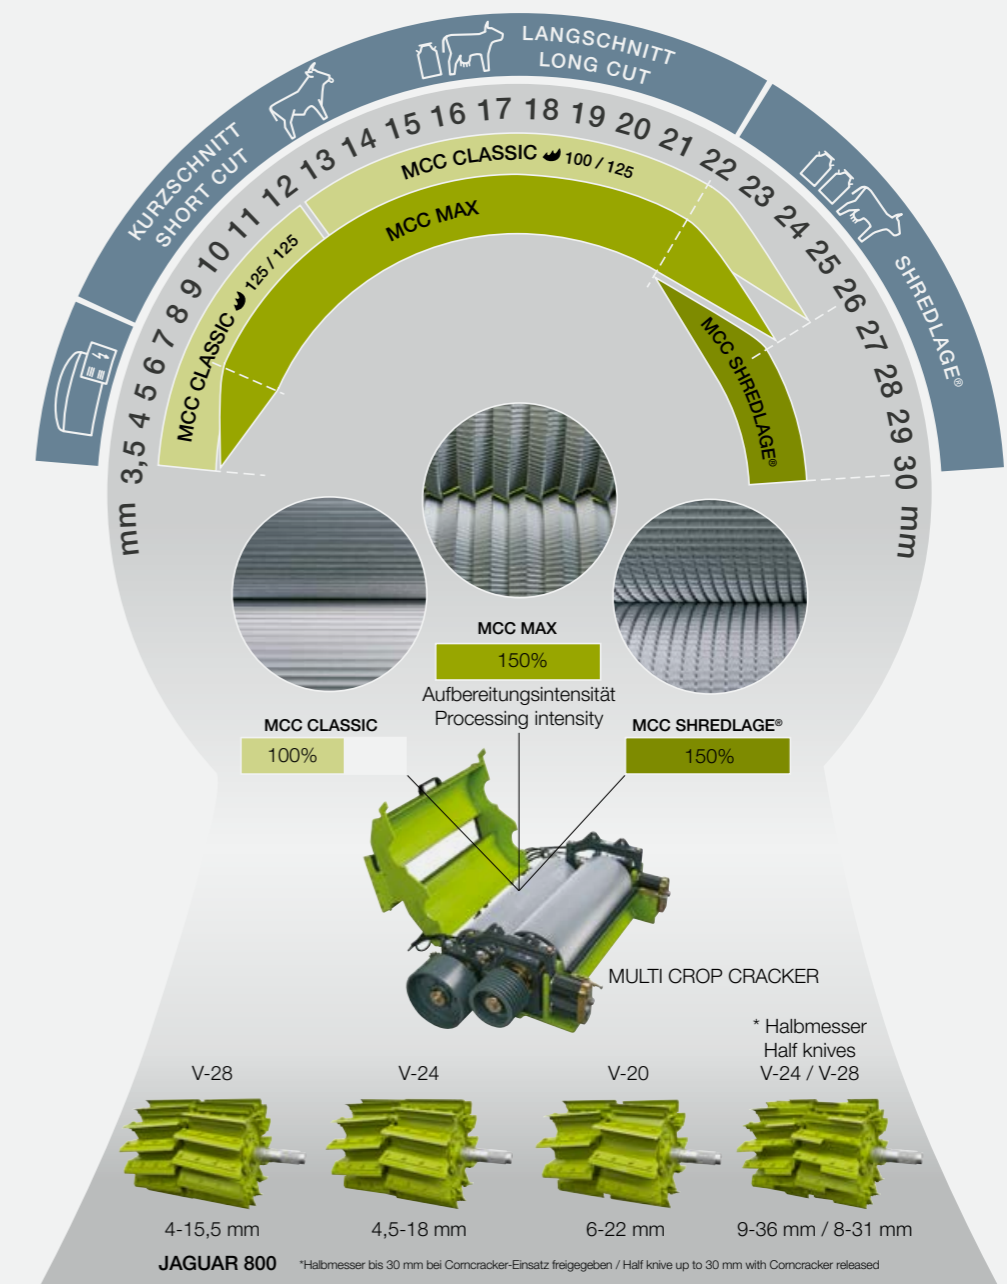 KURZSCHNITT
SHORT CUT
LANGSCHNITT
LONG CUT
SHREDLAGE®
mm 3,5 4 5 6 7 8 9 10 11 12 13 14 15 16 17 18 19 20 21 22 23 24 25 26 27 28 29 30 mm
MCC CLASSIC 125 / 125
MCC CLASSIC 100 / 125
MCC MAX
MCC SHREDLAGE®
MCC MAX
150%
Aufbereitungsintensität
Processing intensity
MCC CLASSIC
100%
MCC SHREDLAGE®
150%
MULTI CROP CRACKER
* Halbmesser
Half knives
V-28 V-24 V-20 V-24 / V-28
4-15,5 mm 4,5-18 mm 6-22 mm 9-36 mm / 8-31 mm
JAGUAR 800 *Halbmesser bis 30 mm bei Corncracker-Einsatz freigegeben / Half knive up to 30 mm with Corncracker released